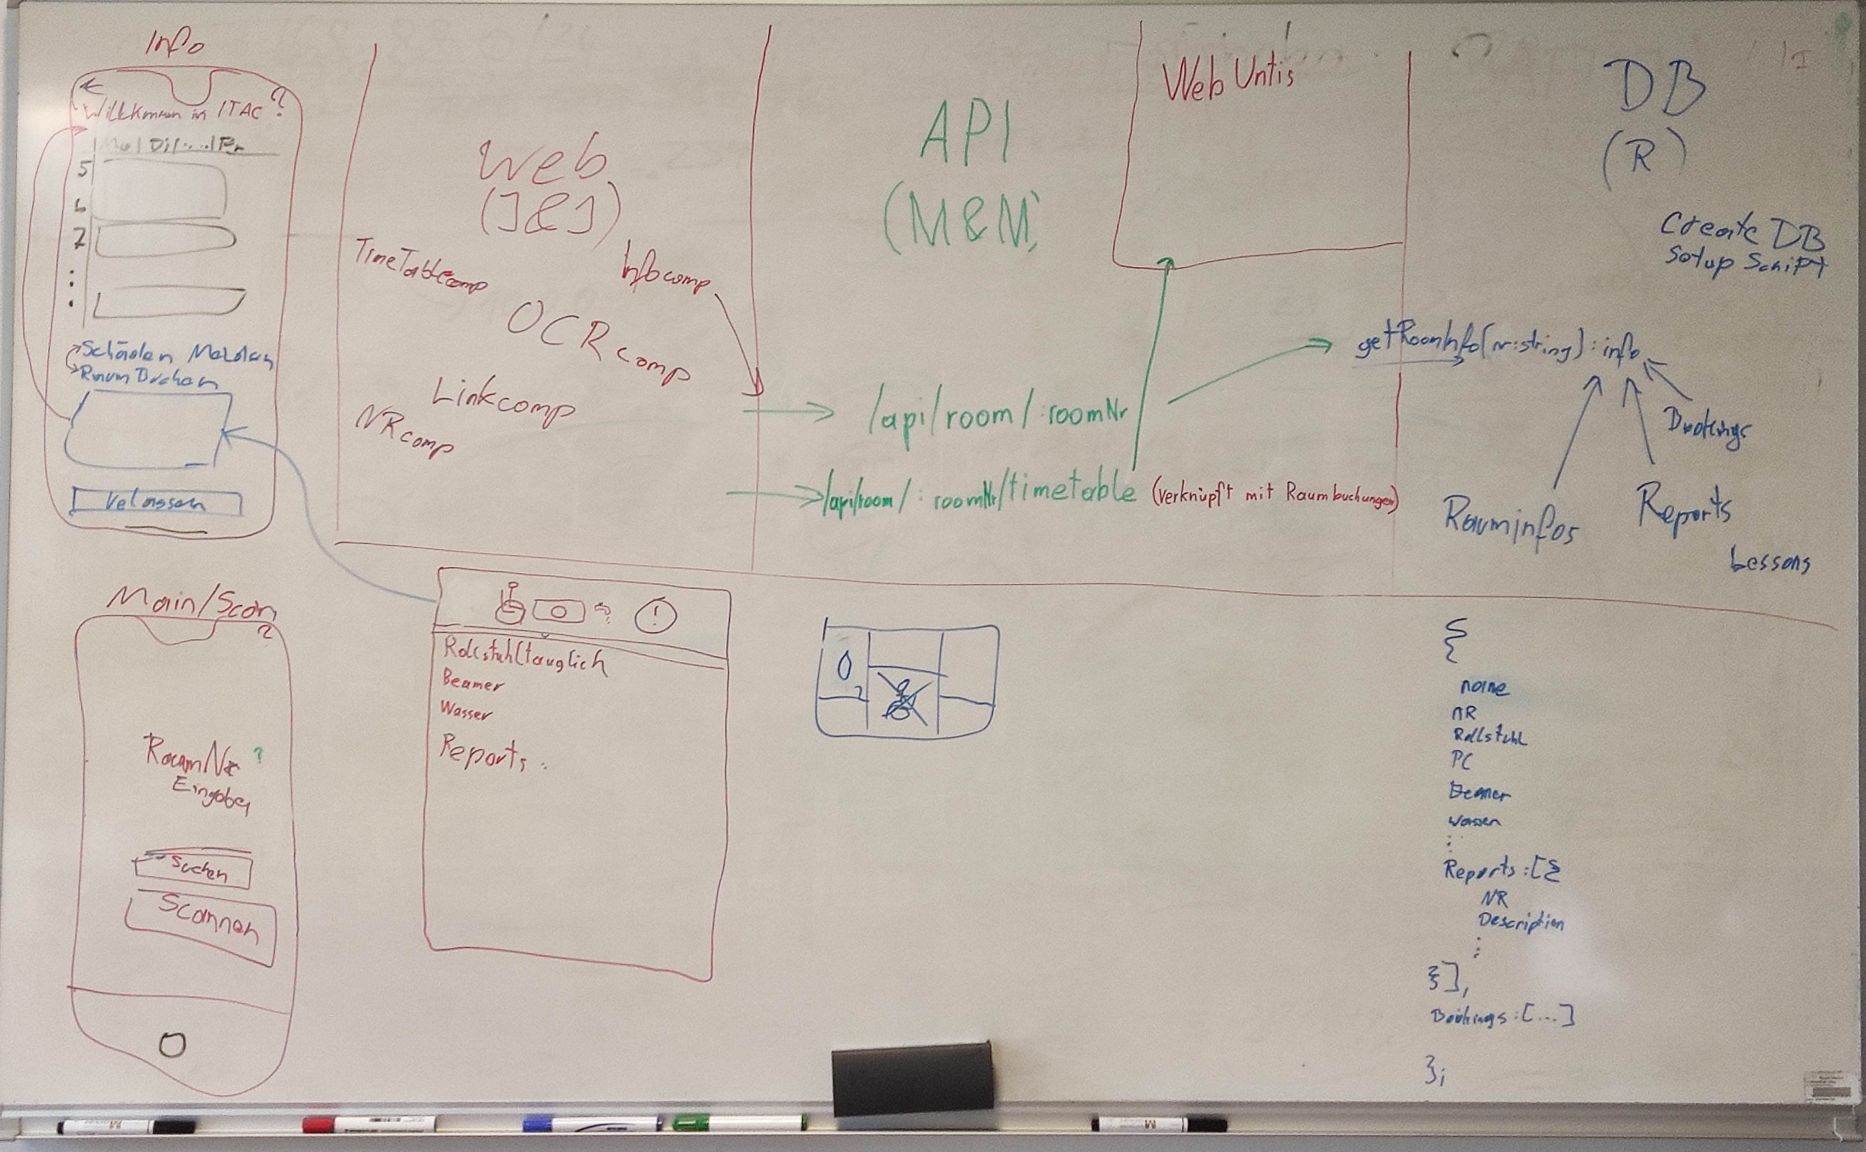 Info
Willkommen in ITAC ?
Mo | Di | ... | Fr
5
6
7
Schäden Melden
Raum Buchen
Verlassen
Web
(J&J)
TimeTablecomp
Infocomp
OCRcomp
Linkcomp
NRcomp
API
(M&M)
/api/room/:roomNr
/api/room/:roomNr/timetable (verknüpft mit Raumbuchungen)
Web Untis
DB
(R)
Create DB
Setup Script
getRoomInfo(nr:string):info
Bookings
Rauminfos
Reports
Lessons
Main/Scan
?
RaumNr ?
Eingabe
Suchen
Scannen
!
Rollstuhltauglich
Beamer
Wasser
Reports:
O2
{
name
NR
Rollstuhl
PC
Beamer
Wasser
:
Reports:[{
NR
Description
:
}],
Bookings:[...]
};